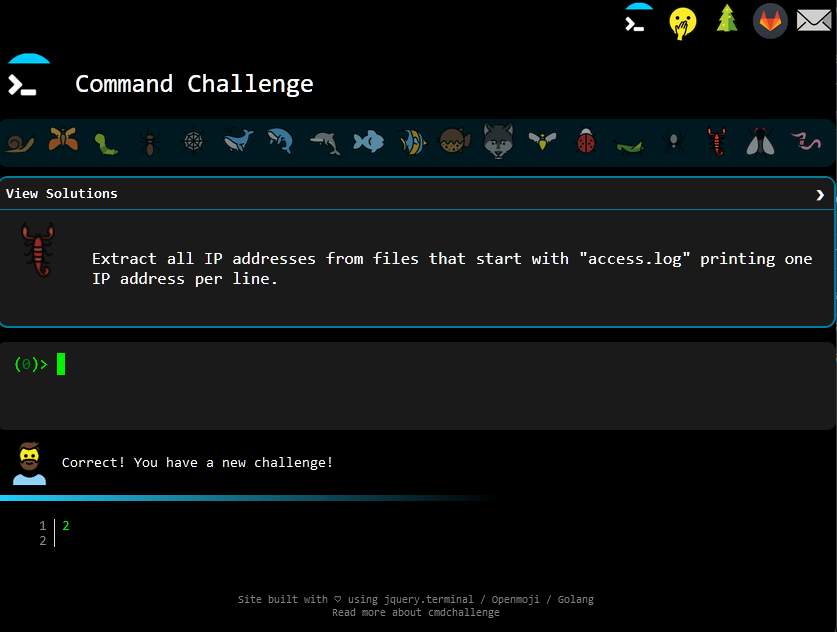 Command Challenge
View Solutions
Extract all IP addresses from files that start with "access.log" printing one
IP address per line.
(0)>
Correct! You have a new challenge!
1 2
2
Site built with ♡ using jquery.terminal / Openmoji / Golang
Read more about cmdchallenge